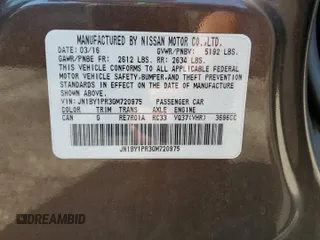 MANUFACTURED BY NISSAN MOTOR CO.,LTD.
DATE: 03/16 GVWR/PNBV: 5192 LBS.
GAWR/PNBE FR: 2612 LBS. RR: 2634 LBS.
THIS VEHICLE CONFORMS TO ALL APPLICABLE FEDERAL
MOTOR VEHICLE SAFETY,BUMPER,AND THEFT PREVENTION
STANDARDS IN EFFECT ON THE DATE OF
MANUFACTURE SHOWN ABOVE.
VIN: JN1BY1PR3GM720975 PASSENGER CAR
COLOR TRIM TRANS AXLE ENGINE
CAN G RE7R01A RC33 VQ37(VHR) 3696CC
JN1BY1PR3GM720975
DREAMBID